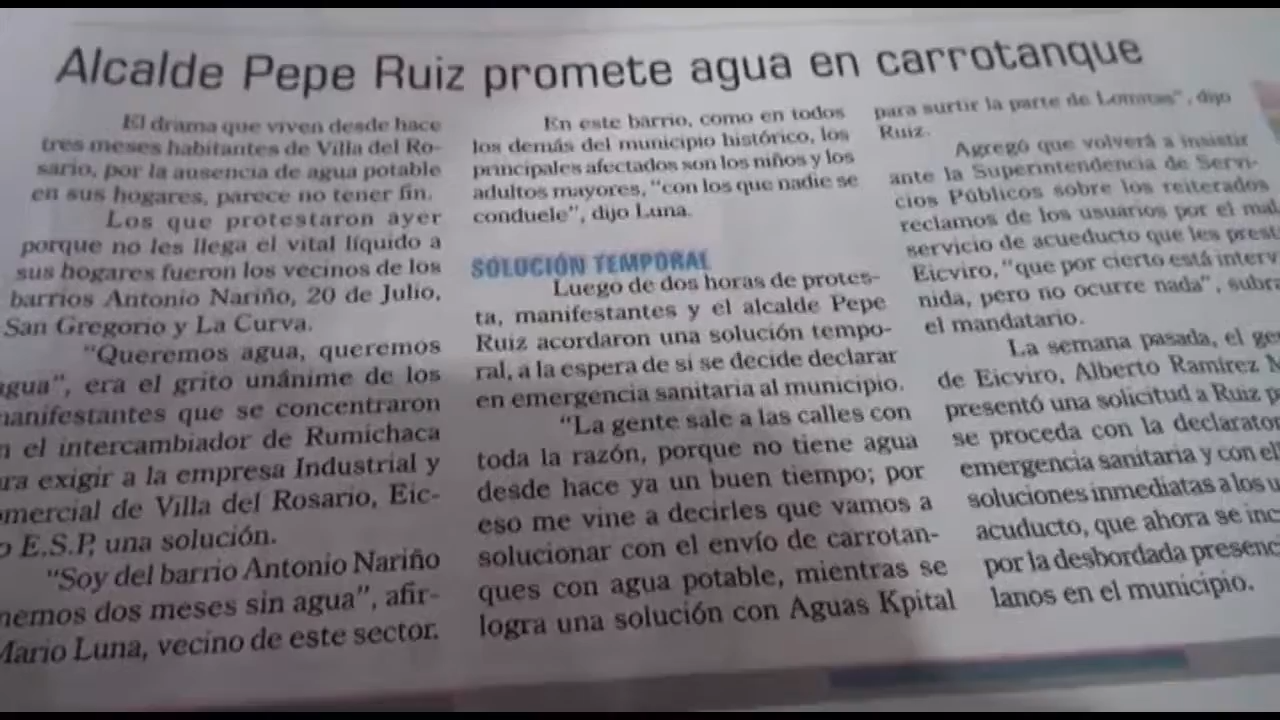 Alcalde Pepe Ruiz promete agua en carrotanque
El drama que viven desde hace
tres meses habitantes de Villa del Ro-
sario, por la ausencia de agua potable
en sus hogares, parece no tener fin.
Los que protestaron ayer
porque no les llega el vital líquido a
sus hogares fueron los vecinos de los
barrios Antonio Nariño, 20 de Julio,
San Gregorio y La Curva.
"Queremos agua, queremos
agua", era el grito unánime de los
manifestantes que se concentraron
n el intercambiador de Rumichaca
ara exigir a la empresa Industrial y
omercial de Villa del Rosario, Eic-
o E.S.P, una solución.
"Soy del barrio Antonio Nariño
nemos dos meses sin agua", afir-
Mario Luna, vecino de este sector.
En este barrio, como en todos
los demás del municipio histórico, los
principales afectados son los niños y los
adultos mayores, "con los que nadie se
conduele", dijo Luna.
SOLUCIÓN TEMPORAL
Luego de dos horas de protes-
ta, manifestantes y el alcalde Pepe
Ruiz acordaron una solución tempo-
ral, a la espera de sí se decide declarar
en emergencia sanitaria al municipio.
"La gente sale a las calles con
toda la razón, porque no tiene agua
desde hace ya un buen tiempo; por
eso me vine a decirles que vamos a
solucionar con el envío de carrotan-
ques con agua potable, mientras se
logra una solución con Aguas Kpital
para surtir la parte de Lomitas", dijo
Ruiz.
Agregó que volverá a insistir
ante la Superintendencia de Servi-
cios Públicos sobre los reiterados
reclamos de los usuarios por el mal
servicio de acueducto que les prest
Eicviro, "que por cierto está interv
nida, pero no ocurre nada", subra
el mandatario.
La semana pasada, el ge
de Eicviro, Alberto Ramírez M
presentó una solicitud a Ruiz p
se proceda con la declarator
emergencia sanitaria y con el
soluciones inmediatas a los u
acuducto, que ahora se inc
por la desbordada presenci
lanos en el municipio.